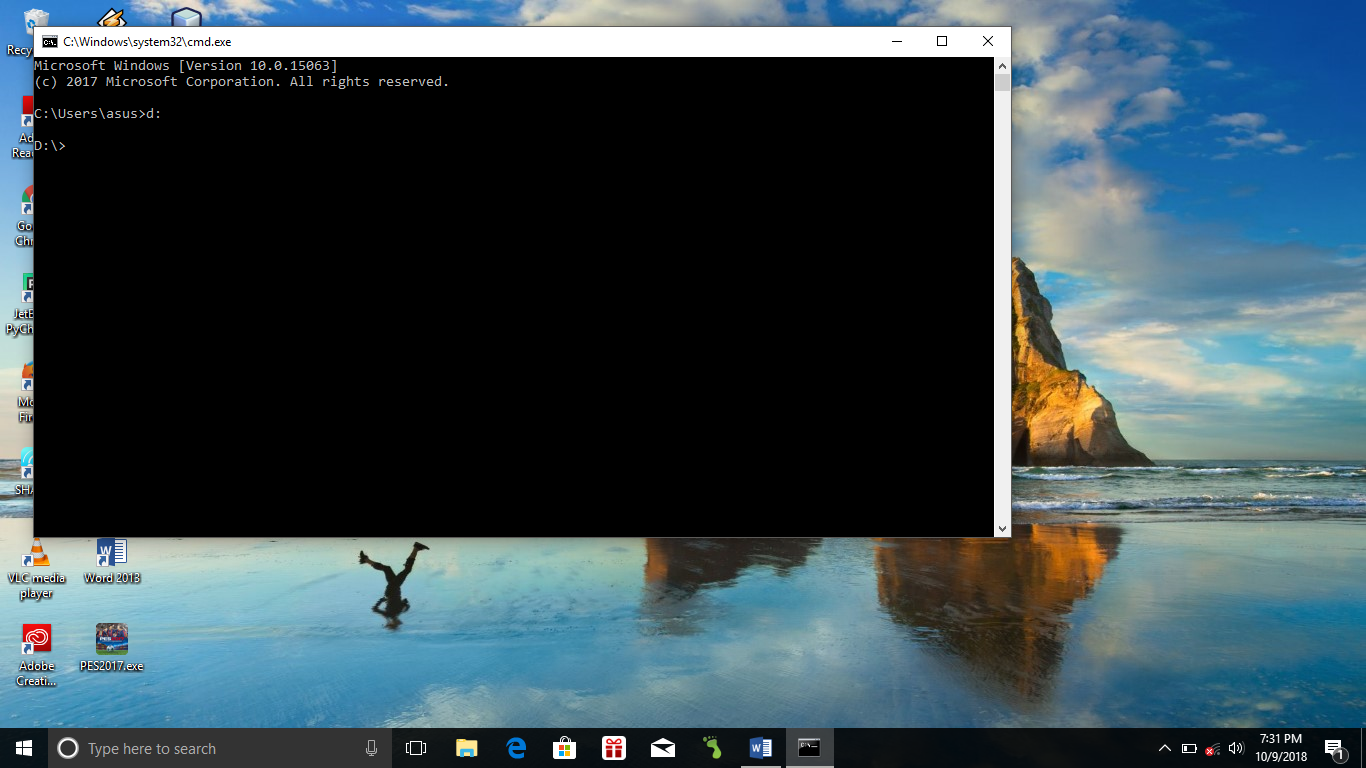 C:\Windows\system32\cmd.exe
Microsoft Windows [Version 10.0.15063]
(c) 2017 Microsoft Corporation. All rights reserved.
C:\Users\asus>d:
D:\>
VLC media
player
Word 2013
Adobe
Creati...
PES2017.exe
Type here to search
7:31 PM
10/9/2018
1